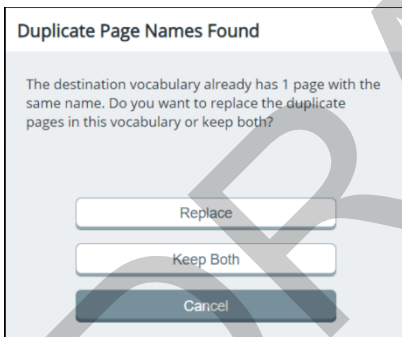 Duplicate Page Names Found
The destination vocabulary already has 1 page with the
same name. Do you want to replace the duplicate
pages in this vocabulary or keep both?
Replace
Keep Both
Cancel